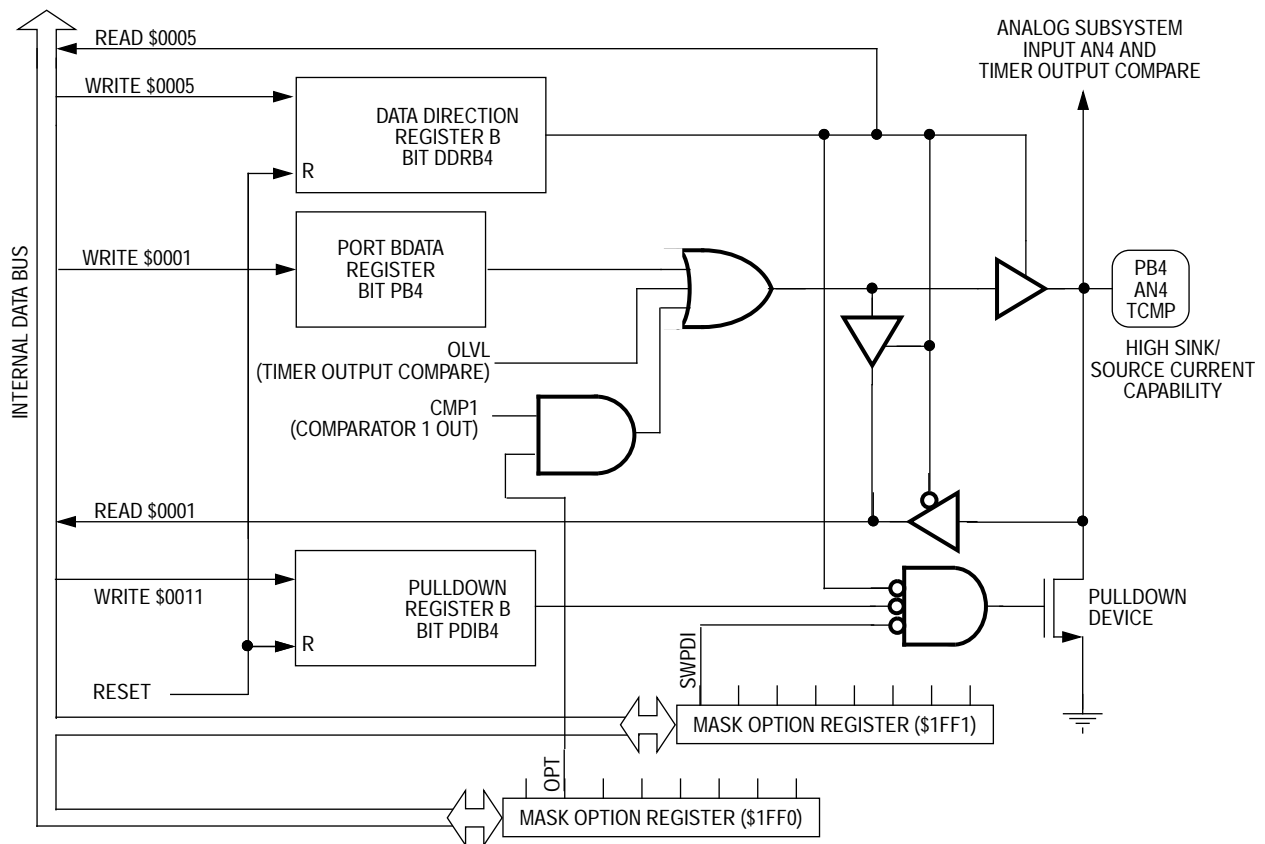 READ $0005
ANALOG SUBSYSTEM
INPUT AN4 AND
TIMER OUTPUT COMPARE
WRITE $0005
DATA DIRECTION
REGISTER B
BIT DDRB4
R
INTERNAL DATA BUS
WRITE $0001
PORT BDATA
REGISTER
BIT PB4
PB4
AN4
TCMP
HIGH SINK/
SOURCE CURRENT
CAPABILITY
OLVL
(TIMER OUTPUT COMPARE)
CMP1
(COMPARATOR 1 OUT)
READ $0001
WRITE $0011
PULLDOWN
REGISTER B
BIT PDIB4
R
PULLDOWN
DEVICE
RESET
SWPDI
MASK OPTION REGISTER ($1FF1)
OPT
MASK OPTION REGISTER ($1FF0)